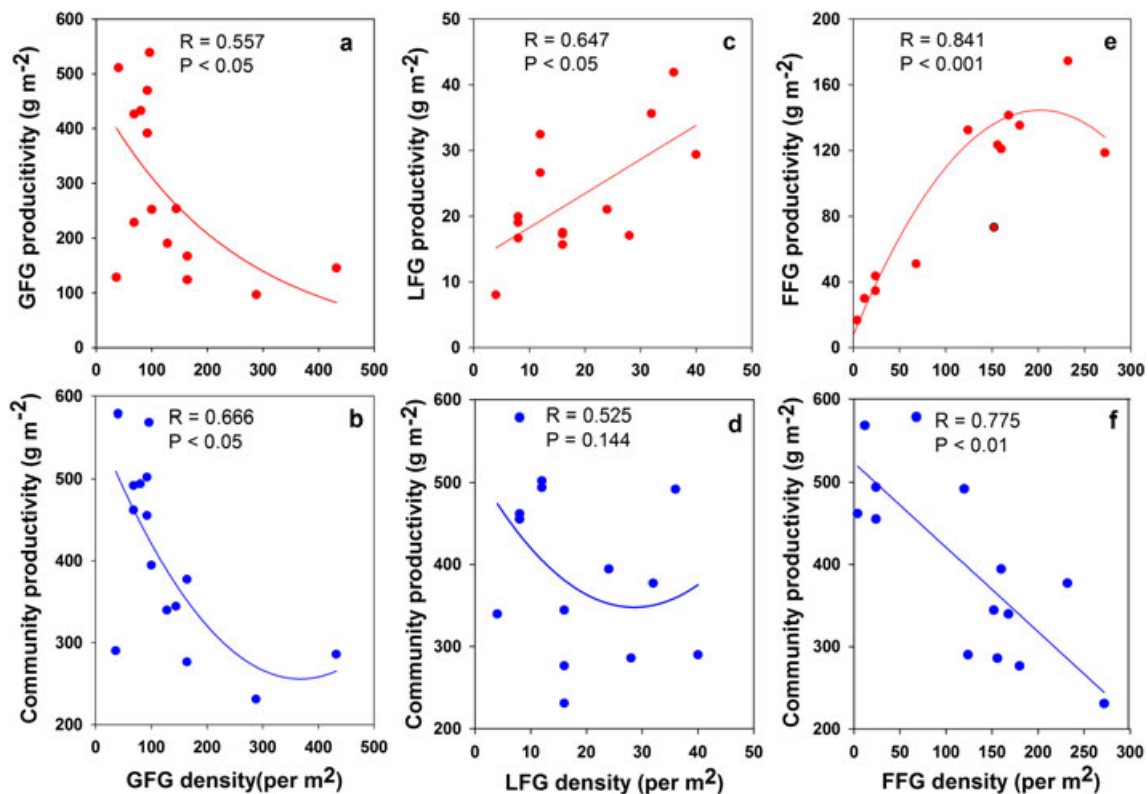 R = 0.557
P < 0.05
a
GFG producitivity (g m-2)
600
500
400
300
200
100
0
0 100 200 300 400 500
R = 0.647
P < 0.05
c
LFG productivity (g m-2)
50
40
30
20
10
0
0 10 20 30 40 50
R = 0.841
P < 0.001
e
FFG productivity (g m-2)
200
160
120
80
40
0
0 50 100 150 200 250 300
R = 0.666
P < 0.05
b
Community productivity (g m-2)
600
500
400
300
200
0 100 200 300 400 500
GFG density(per m2)
R = 0.525
P = 0.144
d
Community productivity (g m-2)
600
500
400
300
200
0 10 20 30 40 50
LFG density (per m2)
R = 0.775
P < 0.01
f
Community productivity (g m-2)
600
500
400
300
200
0 50 100 150 200 250 300
FFG density (per m2)